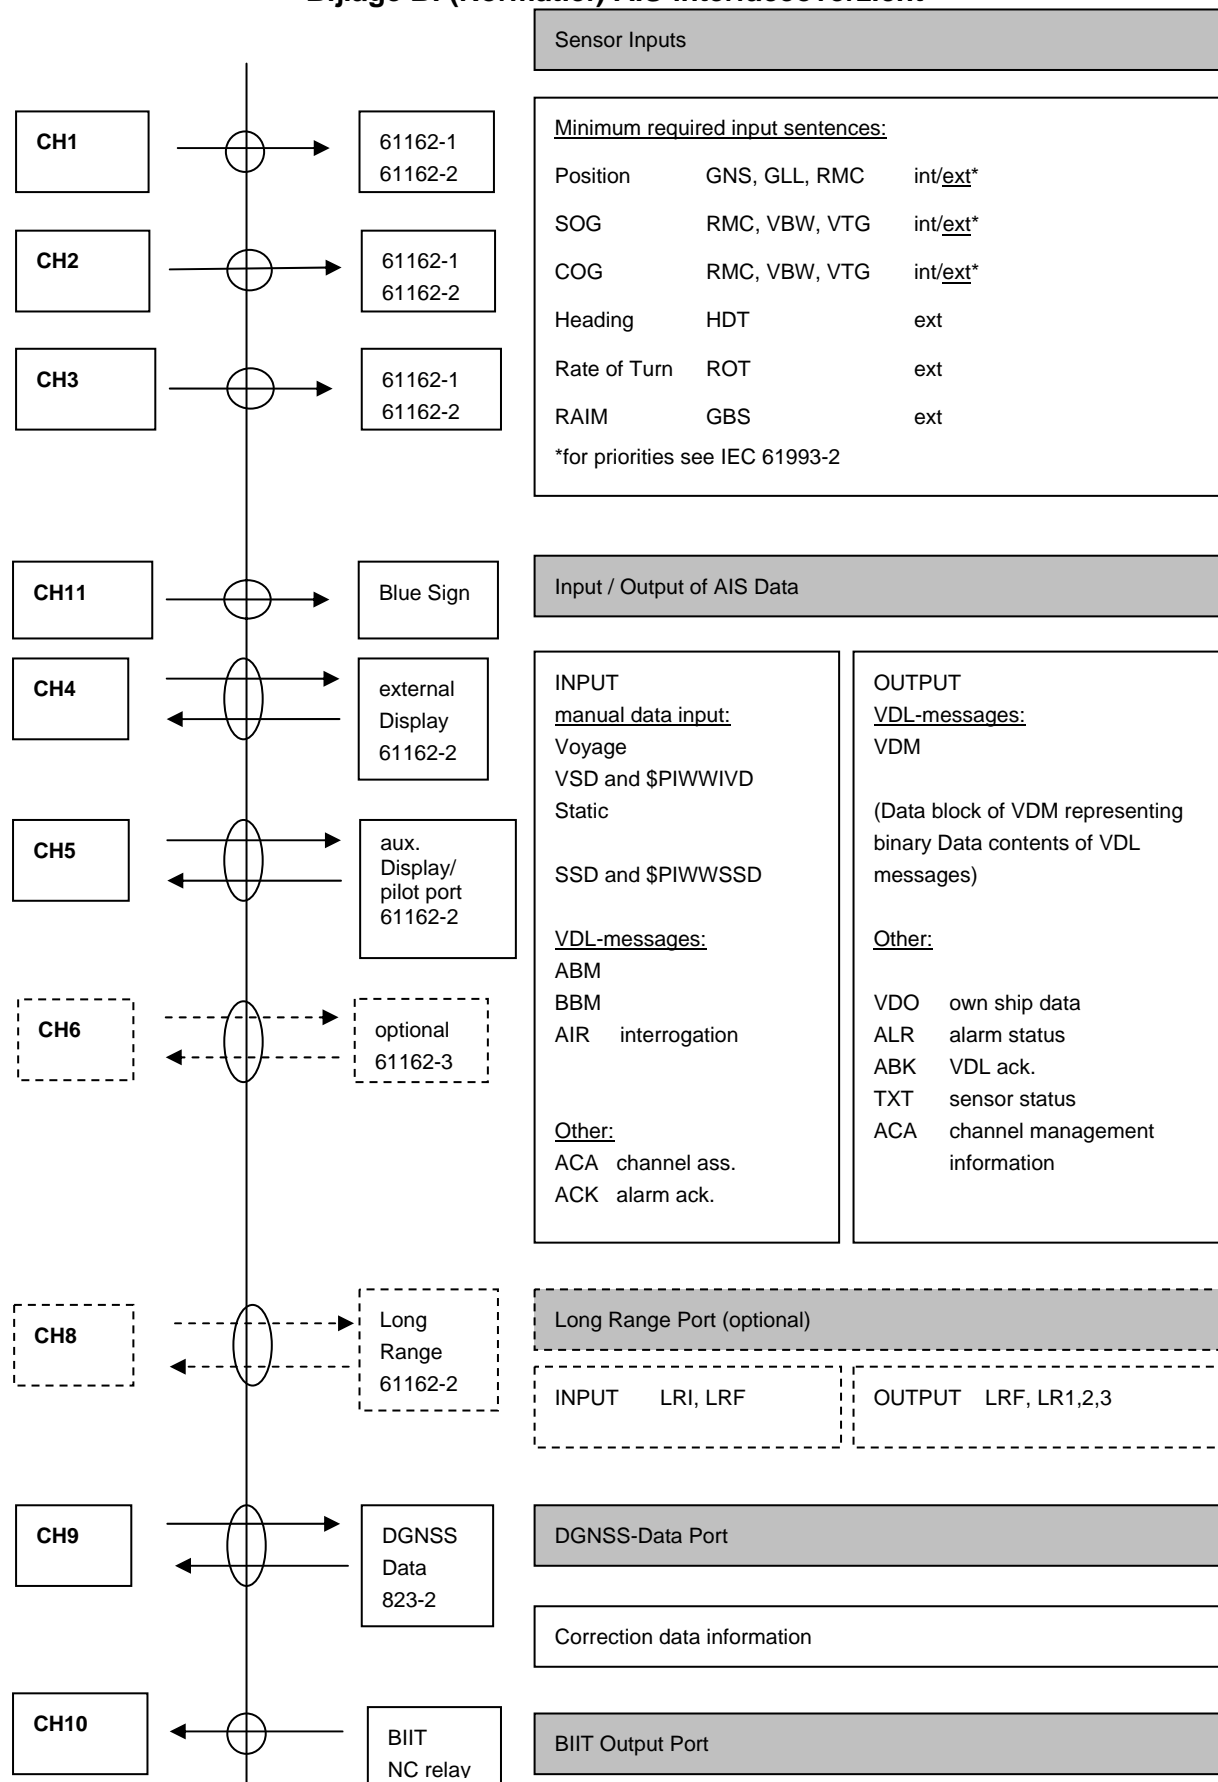 Bijlage B: (Normatief) AIS-interfaceoverzicht
Sensor Inputs
CH1
61162-1
61162-2
CH2
61162-1
61162-2
CH3
61162-1
61162-2
Minimum required input sentences:
Position GNS, GLL, RMC int/ext*
SOG RMC, VBW, VTG int/ext*
COG RMC, VBW, VTG int/ext*
Heading HDT ext
Rate of Turn ROT ext
RAIM GBS ext
*for priorities see IEC 61993-2
CH11
Blue Sign
Input / Output of AIS Data
CH4
external
Display
61162-2
CH5
aux.
Display/
pilot port
61162-2
CH6
optional
61162-3
INPUT
manual data input:
Voyage
VSD and $PIWWIVD
Static
SSD and $PIWWSSD
VDL-messages:
ABM
BBM
AIR interrogation
Other:
ACA channel ass.
ACK alarm ack.
OUTPUT
VDL-messages:
VDM
(Data block of VDM representing
binary Data contents of VDL
messages)
Other:
VDO own ship data
ALR alarm status
ABK VDL ack.
TXT sensor status
ACA channel management
information
CH8
Long
Range
61162-2
Long Range Port (optional)
INPUT LRI, LRF
OUTPUT LRF, LR1,2,3
CH9
DGNSS
Data
823-2
DGNSS-Data Port
Correction data information
CH10
BIIT
NC relay
BIIT Output Port